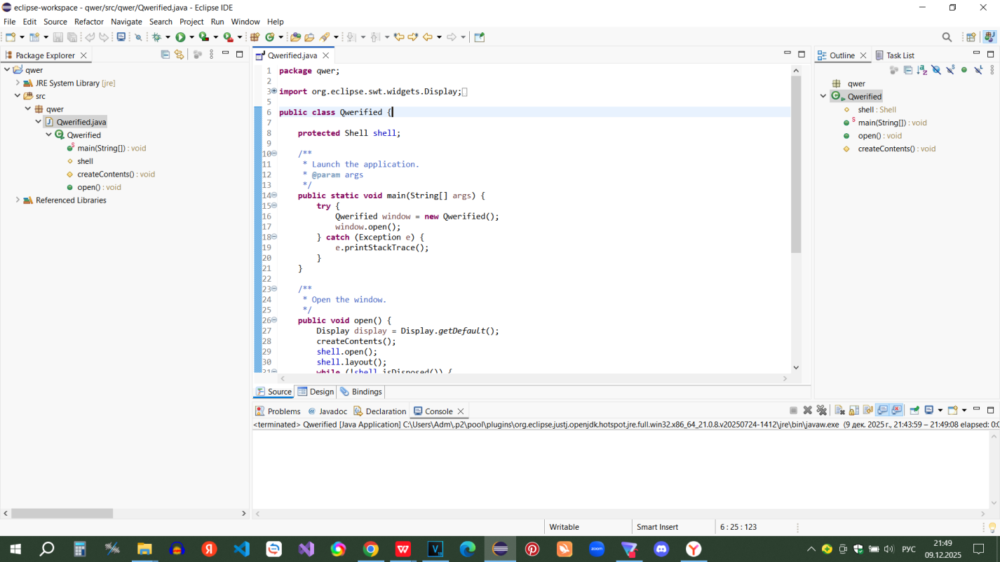 eclipse-workspace - qwer/src/qwer/Qwerified.java - Eclipse IDE
File Edit Source Refactor Navigate Search Project Run Window Help
Package Explorer
qwer
JRE System Library [jre]
src
qwer
Qwerified.java
Qwerified
main(String[]) : void
shell
createContents() : void
open() : void
Referenced Libraries
Qwerified.java
1 package qwer;
2
3 import org.eclipse.swt.widgets.Display;
5
6 public class Qwerified {
7
8 protected Shell shell;
9
10 /**
11 * Launch the application.
12 * @param args
13 */
14 public static void main(String[] args) {
15 try {
16 Qwerified window = new Qwerified();
17 window.open();
18 } catch (Exception e) {
19 e.printStackTrace();
20 }
21 }
22
23 /**
24 * Open the window.
25 */
26 public void open() {
27 Display display = Display.getDefault();
28 createContents();
29 shell.open();
30 shell.layout();
31 while (!shell.isDisposed()) {
Source Design Bindings
Outline Task List
qwer
Qwerified
shell : Shell
main(String[]) : void
open() : void
createContents() : void
Problems Javadoc Declaration Console
<terminated> Qwerified [Java Application] C:\Users\Adm\.p2\pool\plugins\org.eclipse.justj.openjdk.hotspot.jre.full.win32.x86_64_21.0.8.v20250724-1412\jre\bin\javaw.exe (9 дек. 2025 г., 21:43:59 – 21:49:08 elapsed: 0:0
Writable Smart Insert 6 : 25 : 123
zoom
РУС
21:49
09.12.2025